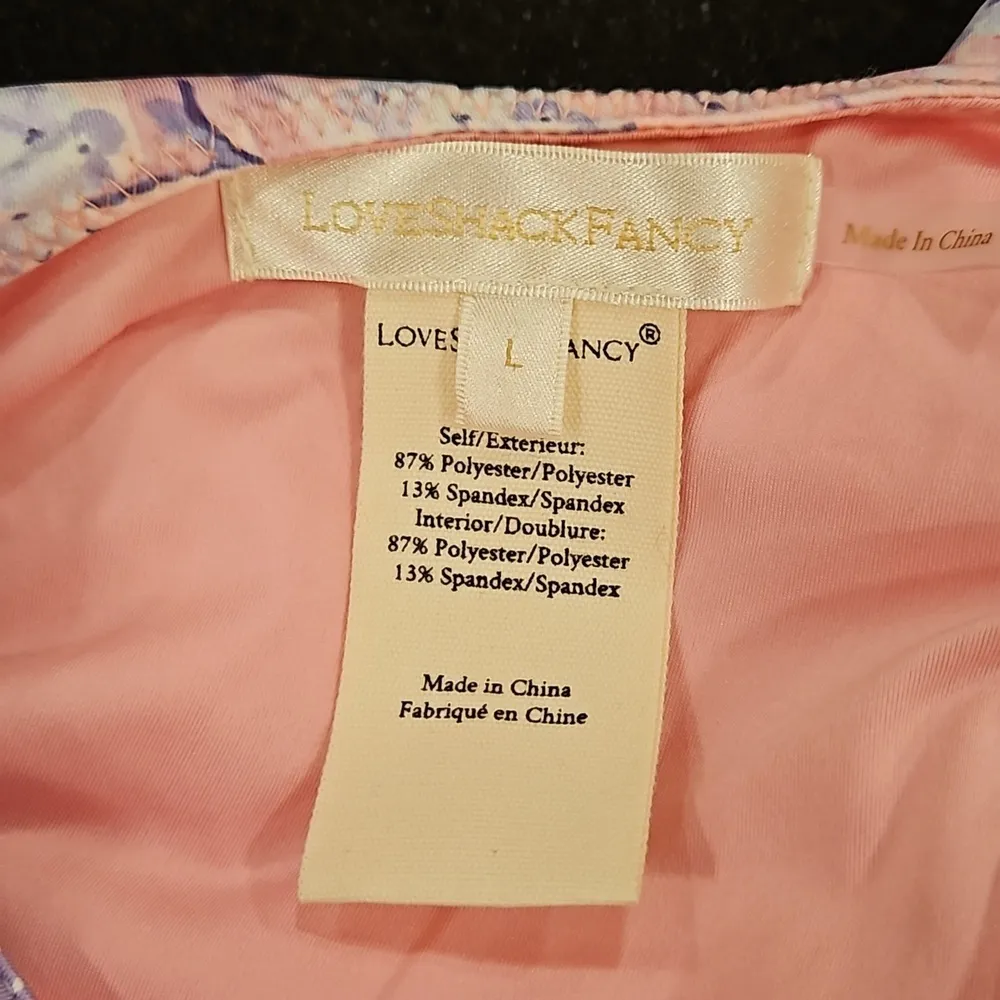 LOVESHACKFANCY
Made In China
LOVES ANCY®
L
Self/Exterieur:
87% Polyester/Polyester
13% Spandex/Spandex
Interior/Doublure:
87% Polyester/Polyester
13% Spandex/Spandex
Made in China
Fabriqué en Chine